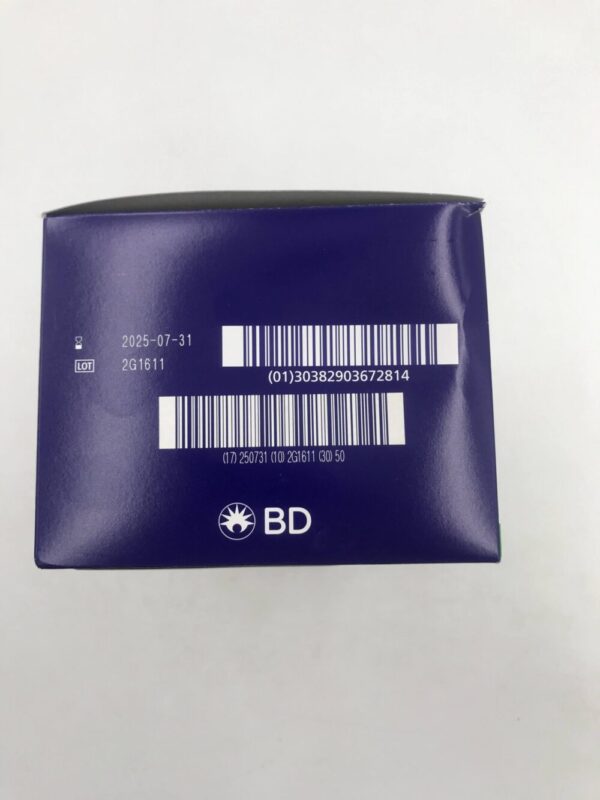 2025-07-31
LOT 2G1611
(01)30382903672814
(17) 250731 (10) 2G1611 (30) 50
BD